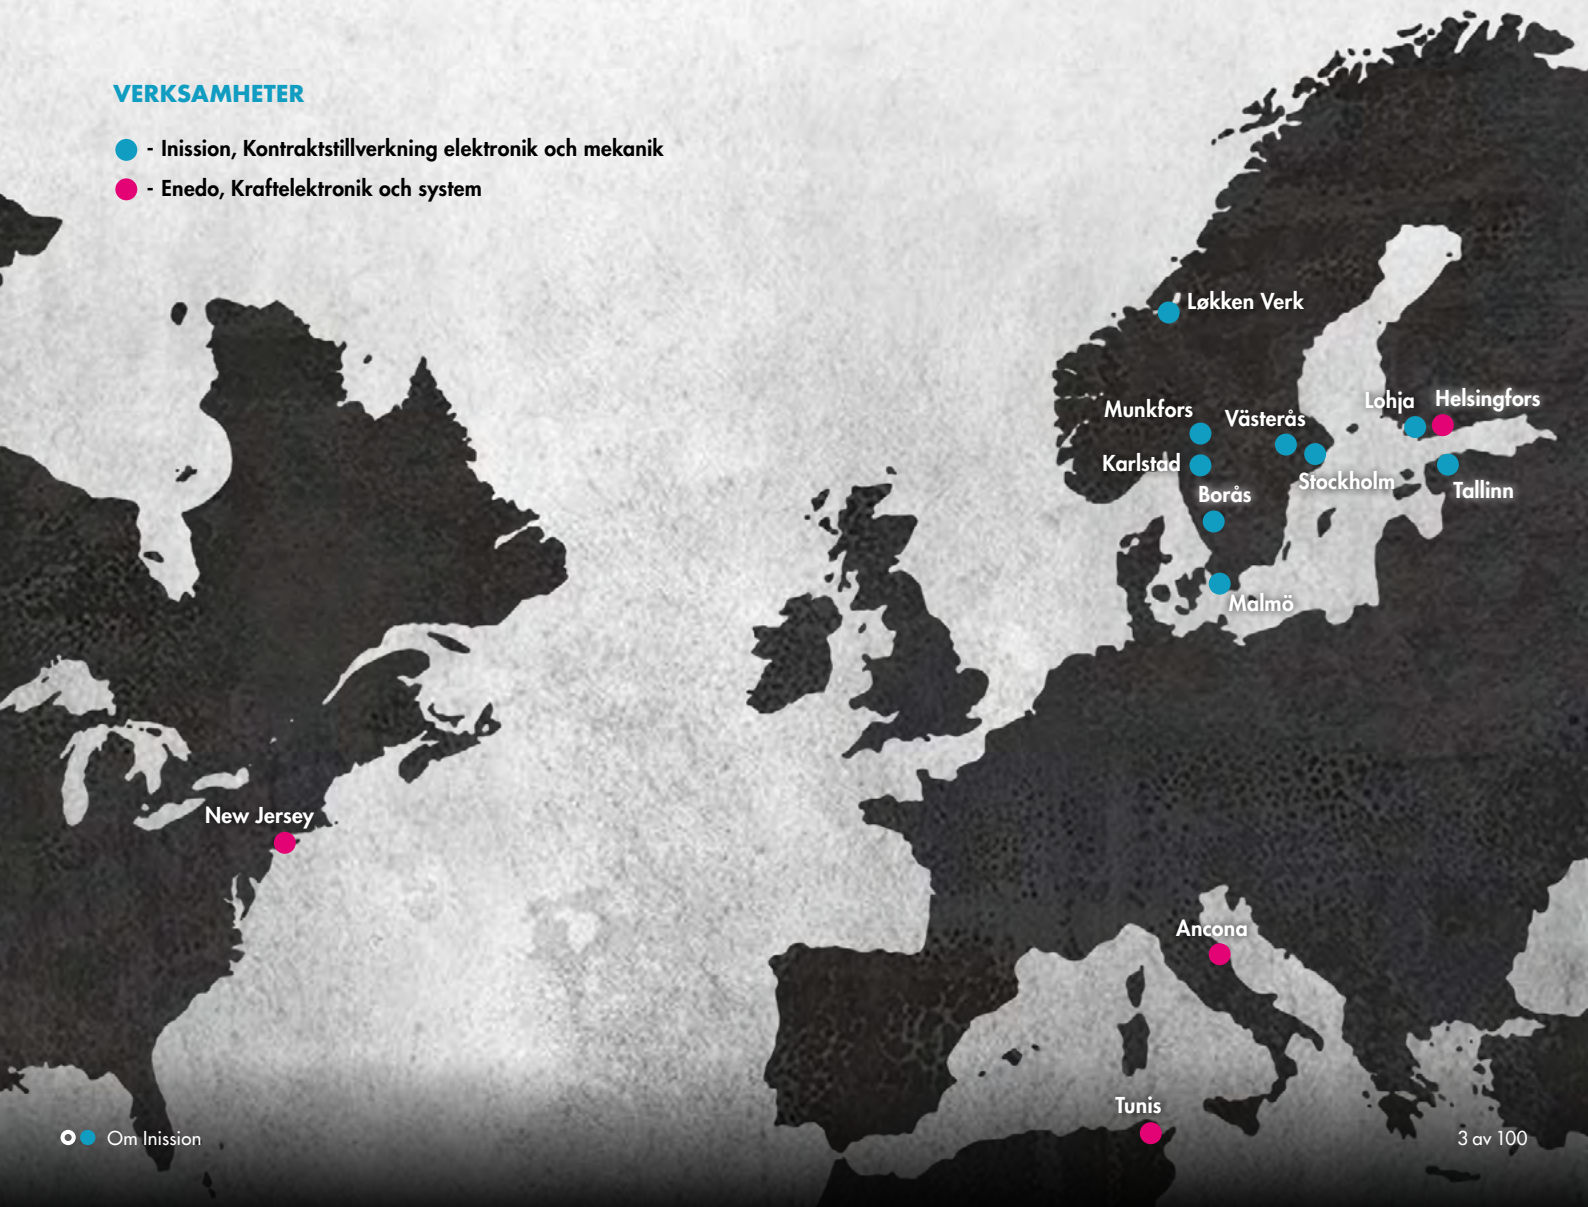 VERKSAMHETER
- Inission, Kontraktstillverkning elektronik och mekanik
- Enedo, Kraftelektronik och system
Løkken Verk
Munkfors
Västerås
Lohja
Helsingfors
Karlstad
Stockholm
Borås
Tallinn
Malmö
New Jersey
Ancona
Tunis
Om Inission
3 av 100